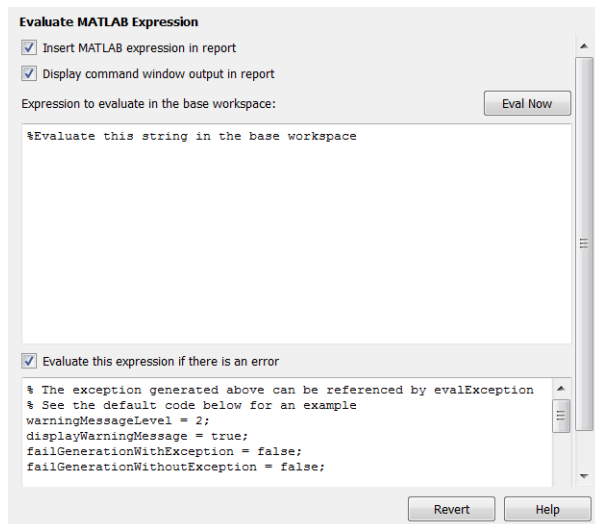 Evaluate MATLAB Expression
Insert MATLAB expression in report
Display command window output in report
Expression to evaluate in the base workspace:
Eval Now
%Evaluate this string in the base workspace
Evaluate this expression if there is an error
% The exception generated above can be referenced by evalException
% See the default code below for an example
warningMessageLevel = 2;
displayWarningMessage = true;
failGenerationWithException = false;
failGenerationWithoutException = false;
Revert
Help